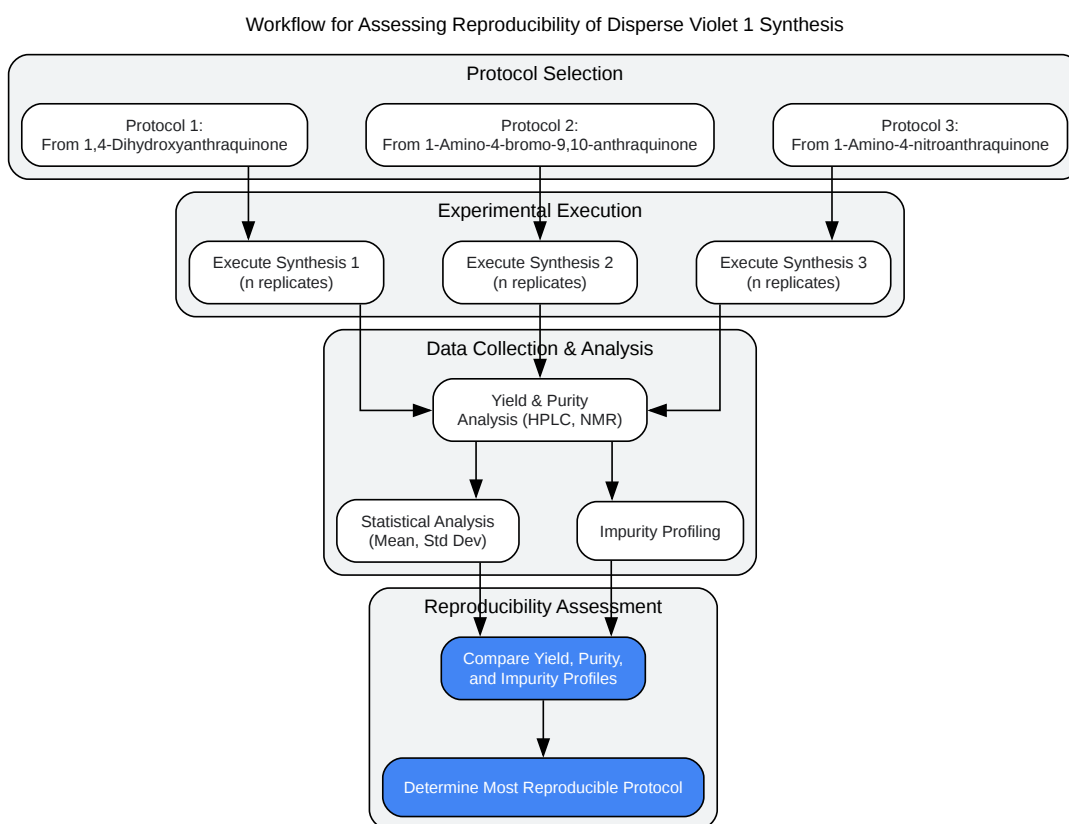 Workflow for Assessing Reproducibility of Disperse Violet 1 Synthesis
Protocol Selection
Protocol 1:
From 1,4-Dihydroxyanthraquinone
Protocol 2:
From 1-Amino-4-bromo-9,10-anthraquinone
Protocol 3:
From 1-Amino-4-nitroanthraquinone
Experimental Execution
Execute Synthesis 1
(n replicates)
Execute Synthesis 2
(n replicates)
Execute Synthesis 3
(n replicates)
Data Collection & Analysis
Yield & Purity
Analysis (HPLC, NMR)
Statistical Analysis
(Mean, Std Dev)
Impurity Profiling
Reproducibility Assessment
Compare Yield, Purity,
and Impurity Profiles
Determine Most Reproducible Protocol